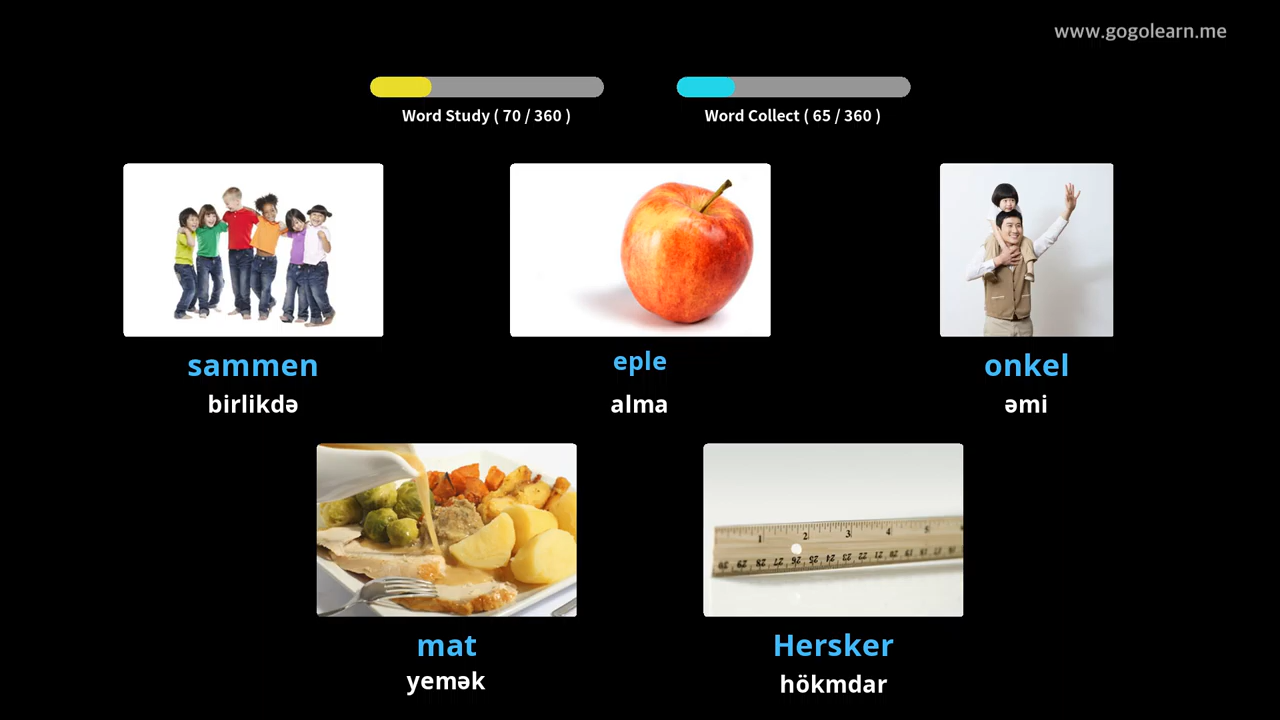 www.gogolearn.me
Word Study ( 70 / 360 )
Word Collect ( 65 / 360 )
sammen
birlikdə
eple
alma
onkel
əmi
mat
yemək
Hersker
hökmdar